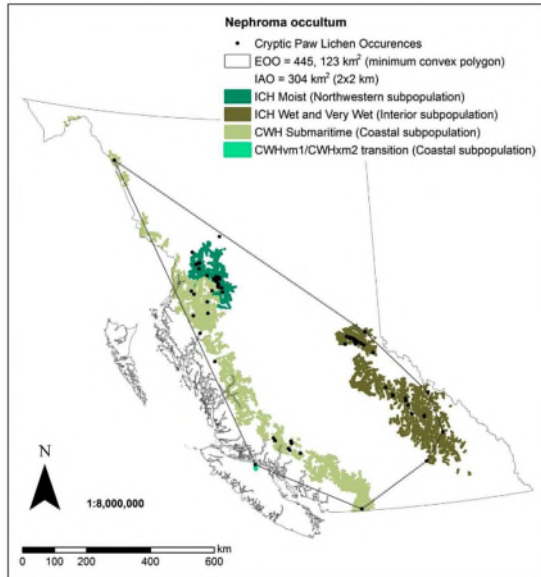 Nephroma occultum
Cryptic Paw Lichen Occurences
EOO = 445, 123 km² (minimum convex polygon)
IAO = 304 km² (2x2 km)
ICH Moist (Northwestern subpopulation)
ICH Wet and Very Wet (Interior subpopulation)
CWH Submaritime (Coastal subpopulation)
CWHvm1/CWHxm2 transition (Coastal subpopulation)
N
1:8,000,000
km
0 100 200 400 600